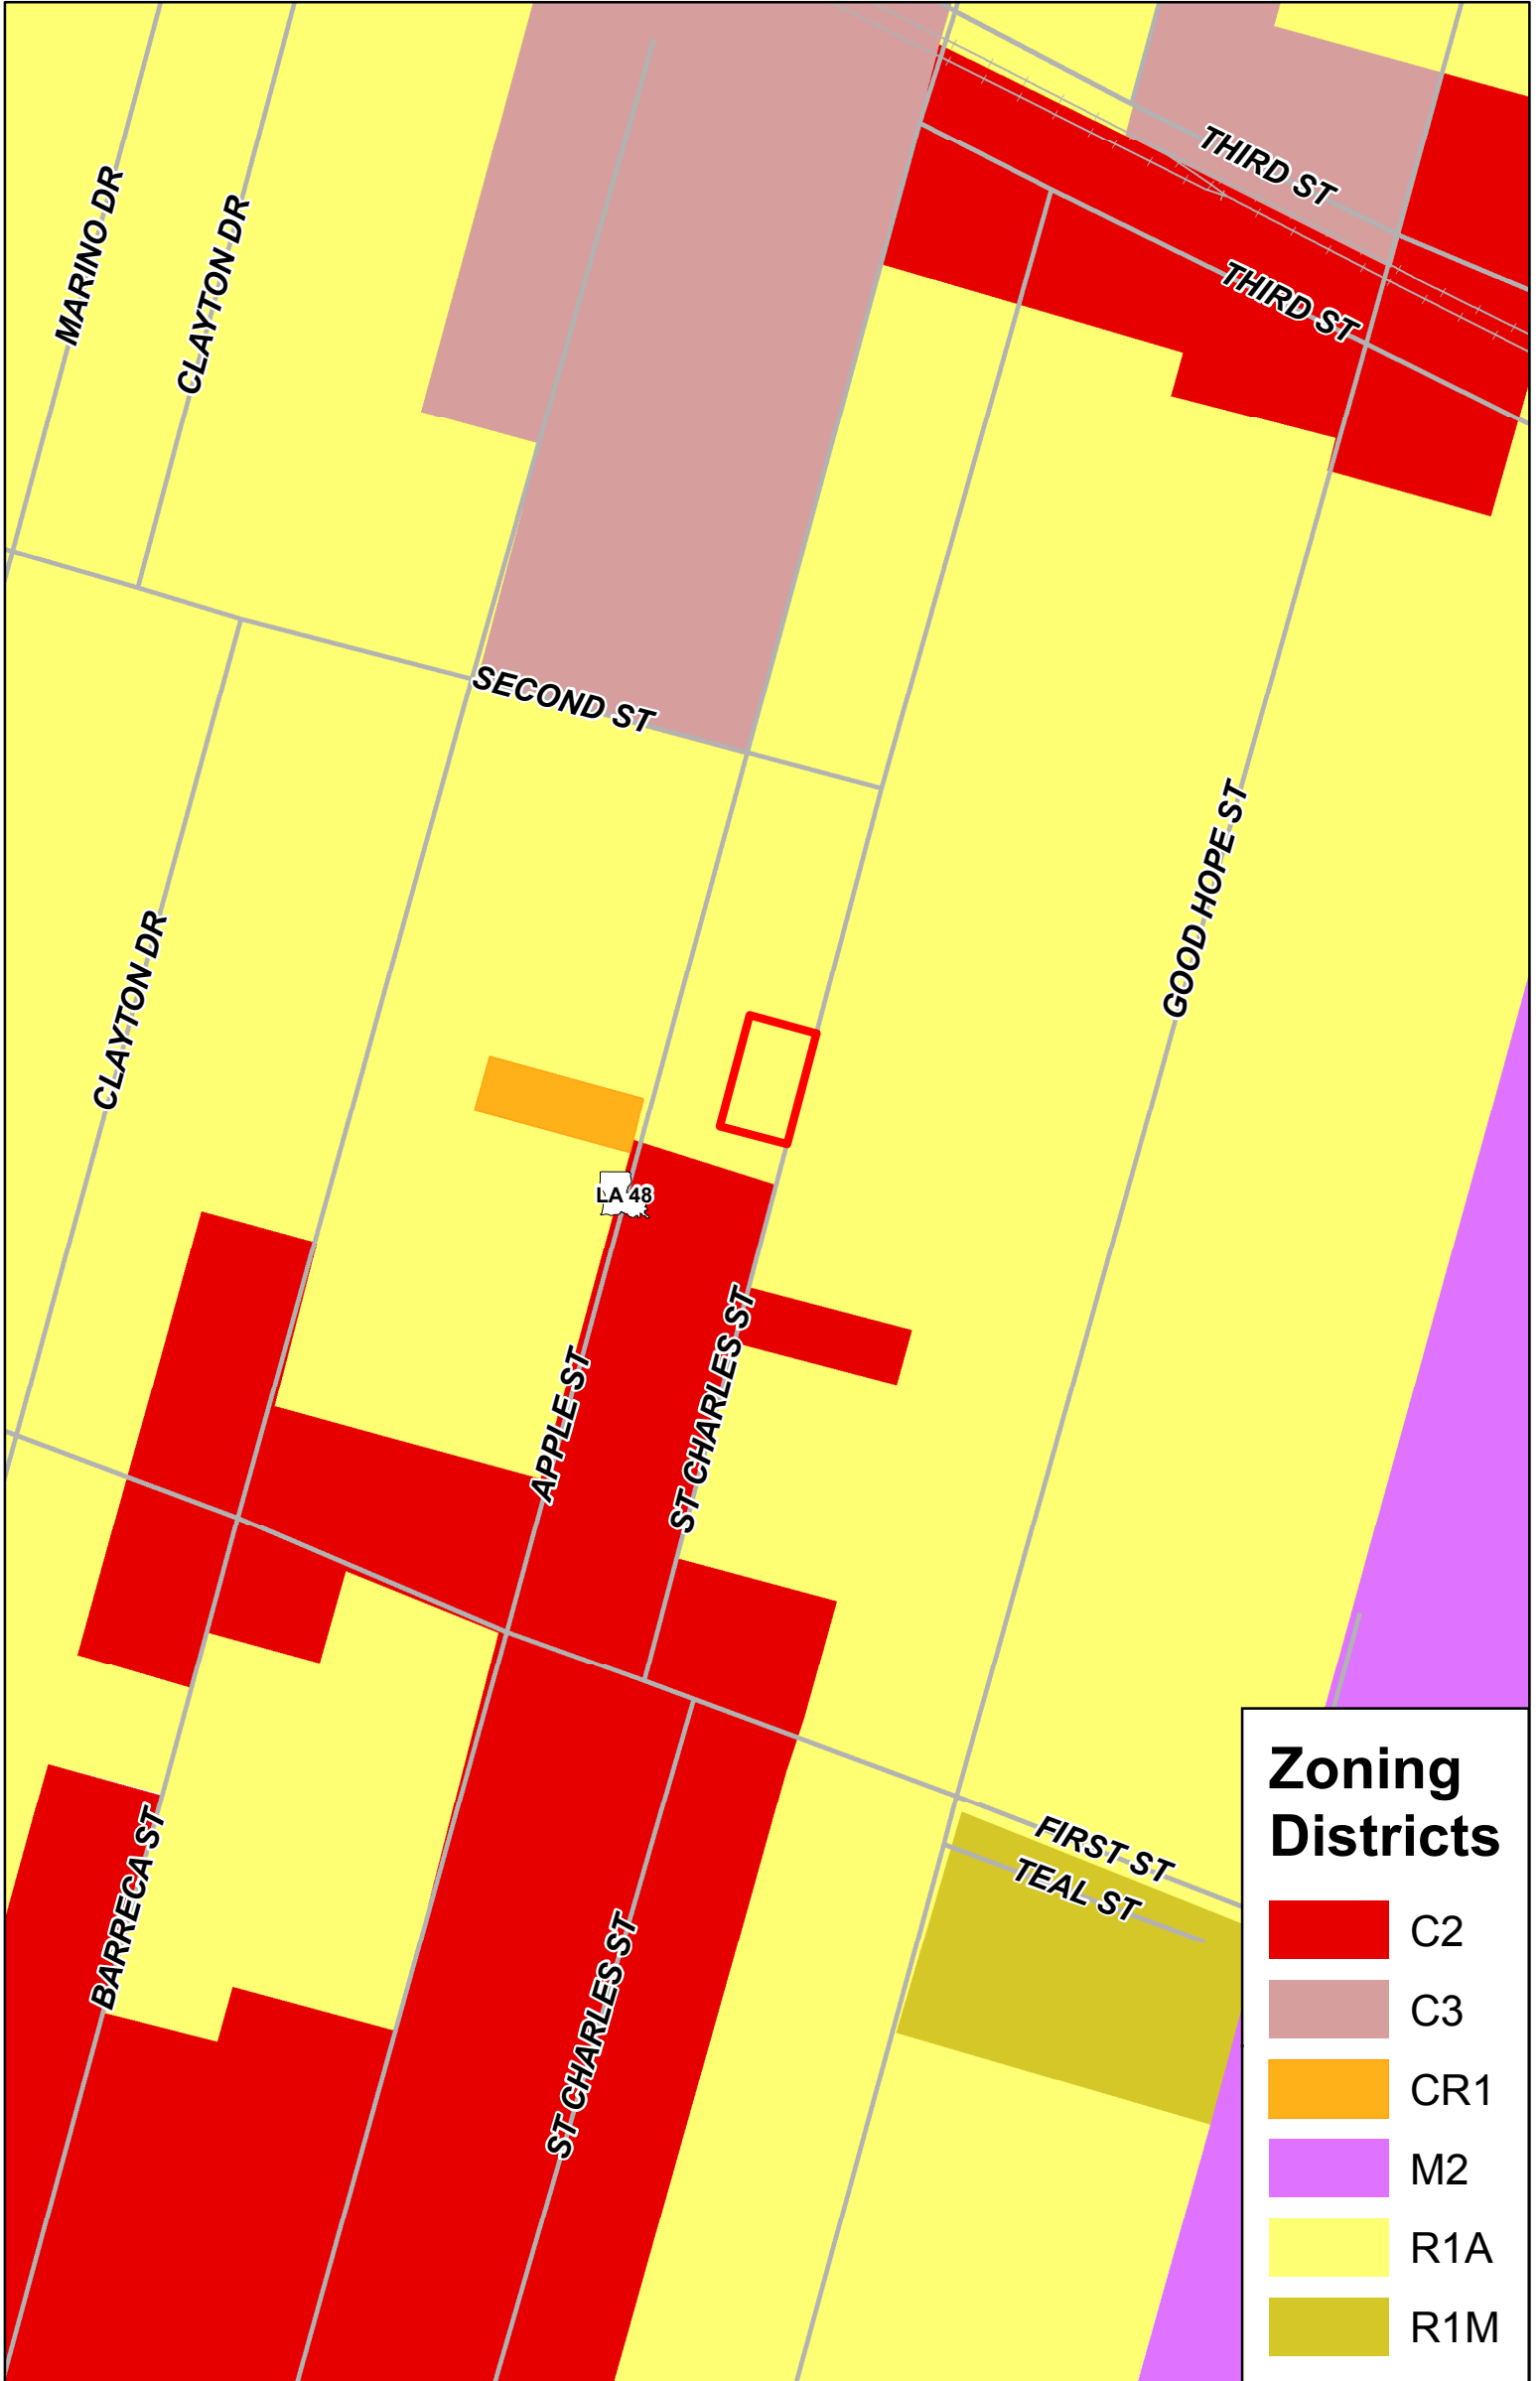 THIRD ST
MARINO DR
CLAYTON DR
THIRD ST
SECOND ST
GOOD HOPE ST
CLAYTON DR
LA 48
APPLE ST
ST CHARLES ST
BARRECA ST
FIRST ST
TEAL ST
ST CHARLES ST
Zoning
Districts
C2
C3
CR1
M2
R1A
R1M